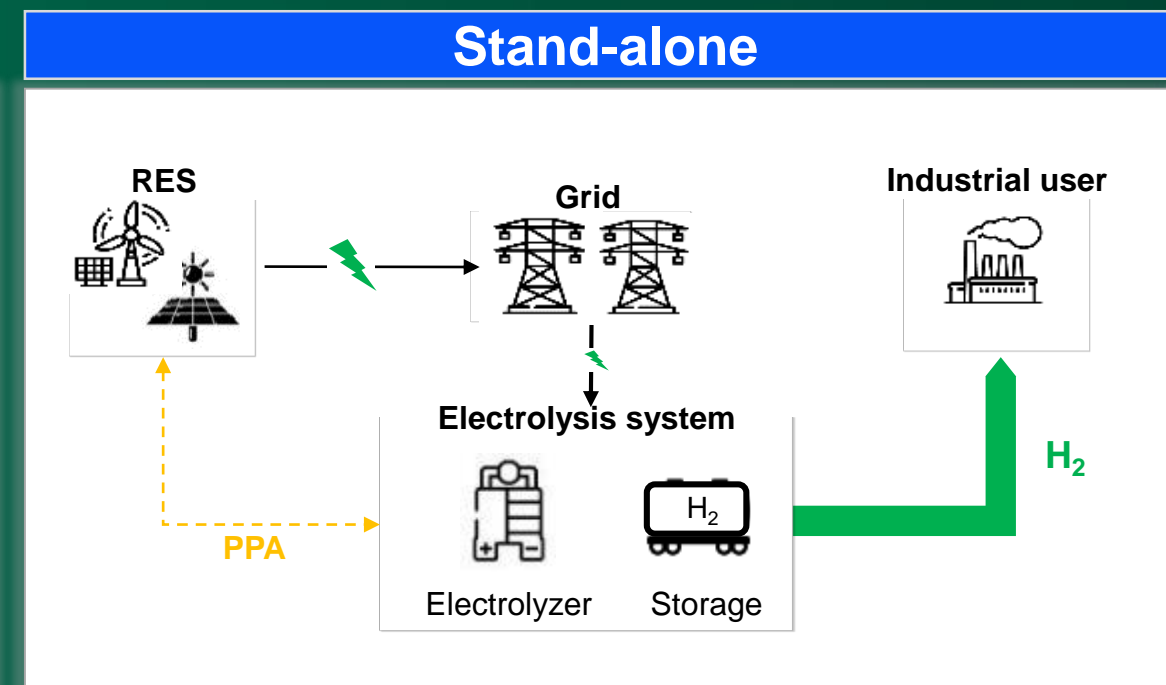 Stand-alone
RES
Grid
Industrial user
Electrolysis system
H₂
H₂
PPA
Electrolyzer
Storage